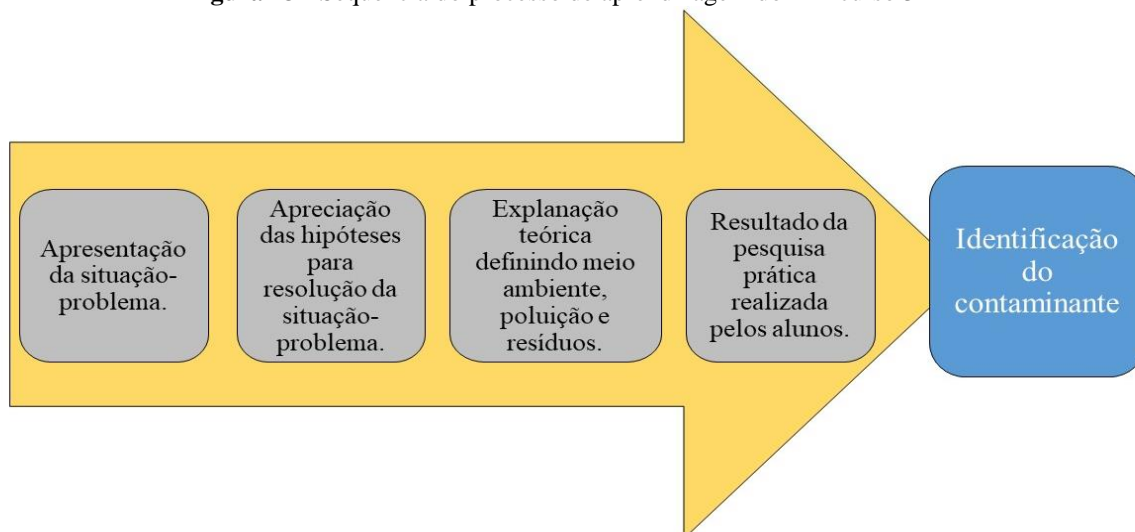 Apresentação
da situação-
problema.
Apreciação
das hipóteses
para
resolução da
situação-
problema.
Explanação
teórica
definindo meio
ambiente,
poluição e
resíduos.
Resultado da
pesquisa
prática
realizada
pelos alunos.
Identificação
do
contaminante